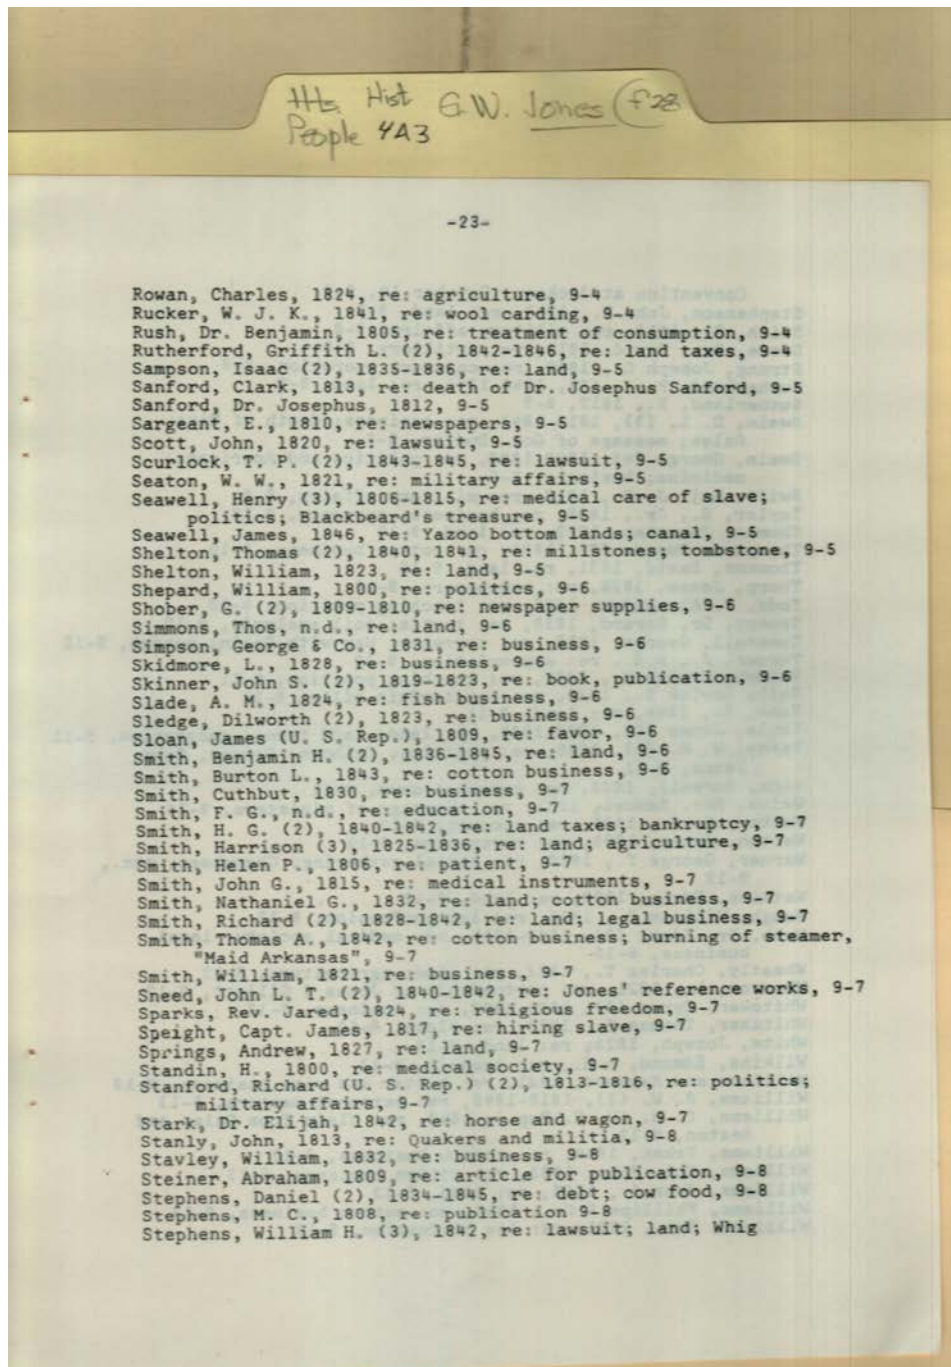 Hts. Hist G.W. Jones (f28
People 4A3
-23-
Rowan, Charles, 1824, re: agriculture, 9-4
Rucker, W. J. K., 1841, re: wool carding, 9-4
Rush, Dr. Benjamin, 1805, re: treatment of consumption, 9-4
Rutherford, Griffith L. (2), 1842-1846, re: land taxes, 9-4
Sampson, Isaac (2), 1835-1836, re: land, 9-5
Sanford, Clark, 1813, re: death of Dr. Josephus Sanford, 9-5
Sanford, Dr. Josephus, 1812, 9-5
Sargeant, E., 1810, re: newspapers, 9-5
Scott, John, 1820, re: lawsuit, 9-5
Scurlock, T. P. (2), 1843-1845, re: lawsuit, 9-5
Seaton, W. W., 1821, re: military affairs, 9-5
Seawell, Henry (3), 1806-1815, re: medical care of slave;
politics; Blackbeard's treasure, 9-5
Seawell, James, 1846, re: Yazoo bottom lands; canal, 9-5
Shelton, Thomas (2), 1840, 1841, re: millstones; tombstone, 9-5
Shelton, William, 1823, re: land, 9-5
Shepard, William, 1800, re: politics, 9-6
Shober, G. (2), 1809-1810, re: newspaper supplies, 9-6
Simmons, Thos, n.d., re: land, 9-6
Simpson, George & Co., 1831, re: business, 9-6
Skidmore, L., 1828, re: business, 9-6
Skinner, John S. (2), 1819-1823, re: book, publication, 9-6
Slade, A. M., 1824, re: fish business, 9-6
Sledge, Dilworth (2), 1823, re: business, 9-6
Sloan, James (U. S. Rep.), 1809, re: favor, 9-6
Smith, Benjamin H. (2), 1836-1845, re: land, 9-6
Smith, Burton L., 1843, re: cotton business, 9-6
Smith, Cuthbut, 1830, re: business, 9-7
Smith, F. G., n.d., re: education, 9-7
Smith, H. G. (2), 1840-1842, re: land taxes; bankruptcy, 9-7
Smith, Harrison (3), 1825-1836, re: land; agriculture, 9-7
Smith, Helen P., 1806, re: patient, 9-7
Smith, John G., 1815, re: medical instruments, 9-7
Smith, Nathaniel G., 1832, re: land; cotton business, 9-7
Smith, Richard (2), 1828-1842, re: land; legal business, 9-7
Smith, Thomas A., 1842, re: cotton business; burning of steamer,
"Maid Arkansas", 9-7
Smith, William, 1821, re: business, 9-7
Sneed, John L. T. (2), 1840-1842, re: Jones' reference works, 9-7
Sparks, Rev. Jared, 1824, re: religious freedom, 9-7
Speight, Capt. James, 1817, re: hiring slave, 9-7
Springs, Andrew, 1827, re: land, 9-7
Standin, H., 1800, re: medical society, 9-7
Stanford, Richard (U. S. Rep.) (2), 1813-1816, re: politics;
military affairs, 9-7
Stark, Dr. Elijah, 1842, re: horse and wagon, 9-7
Stanly, John, 1813, re: Quakers and militia, 9-8
Stavley, William, 1832, re: business, 9-8
Steiner, Abraham, 1809, re: article for publication, 9-8
Stephens, Daniel (2), 1834-1845, re: debt; cow food, 9-8
Stephens, M. C., 1808, re: publication 9-8
Stephens, William H. (3), 1842, re: lawsuit; land; Whig